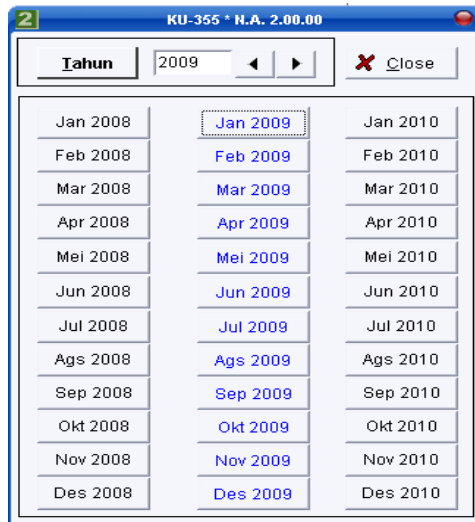 2 KU-355 * N.A. 2.00.00
Tahun 2009 Close
Jan 2008 Jan 2009 Jan 2010
Feb 2008 Feb 2009 Feb 2010
Mar 2008 Mar 2009 Mar 2010
Apr 2008 Apr 2009 Apr 2010
Mei 2008 Mei 2009 Mei 2010
Jun 2008 Jun 2009 Jun 2010
Jul 2008 Jul 2009 Jul 2010
Ags 2008 Ags 2009 Ags 2010
Sep 2008 Sep 2009 Sep 2010
Okt 2008 Okt 2009 Okt 2010
Nov 2008 Nov 2009 Nov 2010
Des 2008 Des 2009 Des 2010